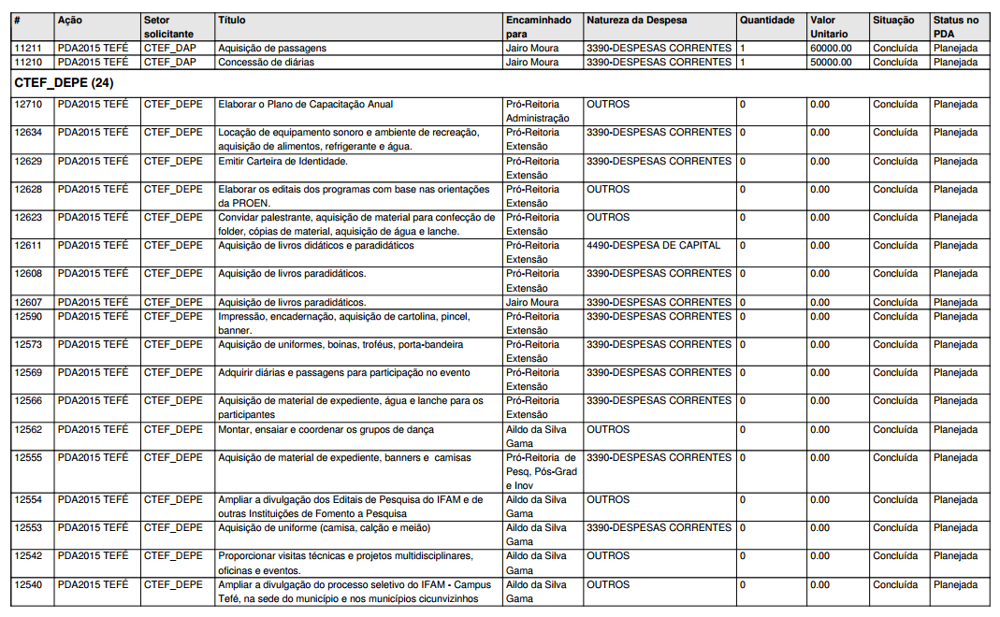 # Ação Setor Título Encaminhado Natureza da Despesa Quantidade Valor Situação Status no
solicitante para Unitario PDA
11211 PDA2015 TEFÉ CTEF_DAP Aquisição de passagens Jairo Moura 3390-DESPESAS CORRENTES 1 60000.00 Concluída Planejada
11210 PDA2015 TEFÉ CTEF_DAP Concessão de diárias Jairo Moura 3390-DESPESAS CORRENTES 1 50000.00 Concluída Planejada
CTEF_DEPE (24)
12710 PDA2015 TEFÉ CTEF_DEPE Elaborar o Plano de Capacitação Anual Pró-Reitoria OUTROS 0 0.00 Concluída Planejada
Administração
12634 PDA2015 TEFÉ CTEF_DEPE Locação de equipamento sonoro e ambiente de recreação, Pró-Reitoria 3390-DESPESAS CORRENTES 0 0.00 Concluída Planejada
aquisição de alimentos, refrigerante e água. Extensão
12629 PDA2015 TEFÉ CTEF_DEPE Emitir Carteira de Identidade. Pró-Reitoria 3390-DESPESAS CORRENTES 0 0.00 Concluída Planejada
Extensão
12628 PDA2015 TEFÉ CTEF_DEPE Elaborar os editais dos programas com base nas orientações Pró-Reitoria OUTROS 0 0.00 Concluída Planejada
da PROEN. Extensão
12623 PDA2015 TEFÉ CTEF_DEPE Convidar palestrante, aquisição de material para confecção de Pró-Reitoria OUTROS 0 0.00 Concluída Planejada
folder, cópias de material, aquisição de água e lanche. Extensão
12611 PDA2015 TEFÉ CTEF_DEPE Aquisição de livros didáticos e paradidáticos Pró-Reitoria 4490-DESPESA DE CAPITAL 0 0.00 Concluída Planejada
Extensão
12608 PDA2015 TEFÉ CTEF_DEPE Aquisição de livros paradidáticos. Pró-Reitoria 3390-DESPESAS CORRENTES 0 0.00 Concluída Planejada
Extensão
12607 PDA2015 TEFÉ CTEF_DEPE Aquisição de livros paradidáticos. Jairo Moura 3390-DESPESAS CORRENTES 0 0.00 Concluída Planejada
12590 PDA2015 TEFÉ CTEF_DEPE Impressão, encadernação, aquisição de cartolina, pincel, Pró-Reitoria 3390-DESPESAS CORRENTES 0 0.00 Concluída Planejada
banner. Extensão
12573 PDA2015 TEFÉ CTEF_DEPE Aquisição de uniformes, boinas, troféus, porta-bandeira Pró-Reitoria 3390-DESPESAS CORRENTES 0 0.00 Concluída Planejada
Extensão
12569 PDA2015 TEFÉ CTEF_DEPE Adquirir diárias e passagens para participação no evento Pró-Reitoria 3390-DESPESAS CORRENTES 0 0.00 Concluída Planejada
Extensão
12566 PDA2015 TEFÉ CTEF_DEPE Aquisição de material de expediente, água e lanche para os Pró-Reitoria 3390-DESPESAS CORRENTES 0 0.00 Concluída Planejada
participantes Extensão
12562 PDA2015 TEFÉ CTEF_DEPE Montar, ensaiar e coordenar os grupos de dança Aildo da Silva OUTROS 0 0.00 Concluída Planejada
Gama
12555 PDA2015 TEFÉ CTEF_DEPE Aquisição de material de expediente, banners e camisas Pró-Reitoria de 3390-DESPESAS CORRENTES 0 0.00 Concluída Planejada
Pesq, Pós-Grad
e Inov
12554 PDA2015 TEFÉ CTEF_DEPE Ampliar a divulgação dos Editais de Pesquisa do IFAM e de Aildo da Silva OUTROS 0 0.00 Concluída Planejada
outras Instituições de Fomento a Pesquisa Gama
12553 PDA2015 TEFÉ CTEF_DEPE Aquisição de uniforme (camisa, calção e meião) Aildo da Silva 3390-DESPESAS CORRENTES 0 0.00 Concluída Planejada
Gama
12542 PDA2015 TEFÉ CTEF_DEPE Proporcionar visitas técnicas e projetos multidisciplinares, Aildo da Silva OUTROS 0 0.00 Concluída Planejada
oficinas e eventos. Gama
12540 PDA2015 TEFÉ CTEF_DEPE Ampliar a divulgação do processo seletivo do IFAM - Campus Aildo da Silva OUTROS 0 0.00 Concluída Planejada
Tefé, na sede do município e nos municípios cicunvizinhos Gama